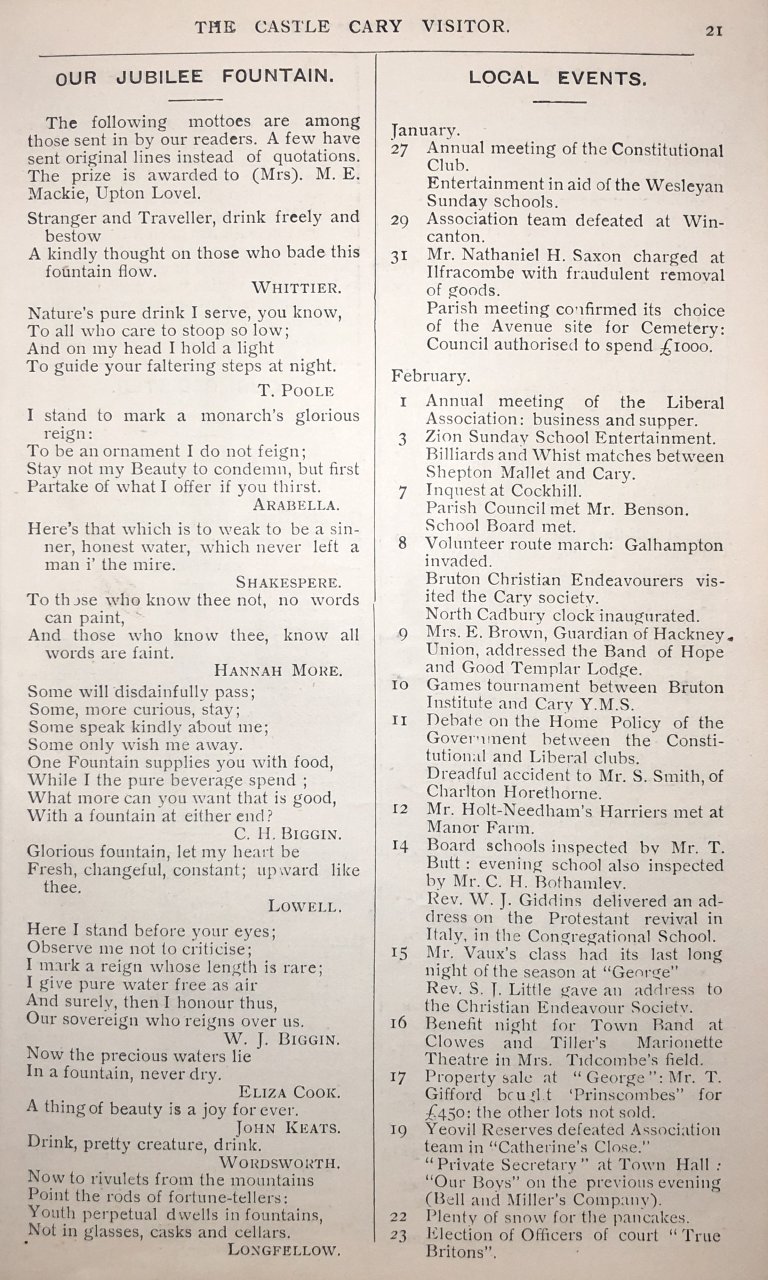 THE CASTLE CARY VISITOR.
21
OUR JUBILEE FOUNTAIN.
The following mottoes are among
those sent in by our readers. A few have
sent original lines instead of quotations.
The prize is awarded to (Mrs). M. E.
Mackie, Upton Lovel.
Stranger and Traveller, drink freely and
bestow
A kindly thought on those who bade this
fountain flow.
WHITTIER.
Nature's pure drink I serve, you know,
To all who care to stoop so low;
And on my head I hold a light
To guide your faltering steps at night.
T. POOLE
I stand to mark a monarch's glorious
reign:
To be an ornament I do not feign;
Stay not my Beauty to condemn, but first
Partake of what I offer if you thirst.
ARABELLA.
Here's that which is to weak to be a sin-
ner, honest water, which never left a
man i' the mire.
SHAKESPERE.
To those who know thee not, no words
can paint,
And those who know thee, know all
words are faint.
HANNAH MORE.
Some will disdainfully pass;
Some, more curious, stay;
Some speak kindly about me;
Some only wish me away.
One Fountain supplies you with food,
While I the pure beverage spend ;
What more can you want that is good,
With a fountain at either end?
C. H. BIGGIN.
Glorious fountain, let my heart be
Fresh, changeful, constant; upward like
thee.
LOWELL.
Here I stand before your eyes;
Observe me not to criticise;
I mark a reign whose length is rare;
I give pure water free as air
And surely, then I honour thus,
Our sovereign who reigns over us.
W. J. BIGGIN.
Now the precious waters lie
In a fountain, never dry.
ELIZA COOK.
A thing of beauty is a joy for ever.
JOHN KEATS.
Drink, pretty creature, drink.
WORDSWORTH.
Now to rivulets from the mountains
Point the rods of fortune-tellers:
Youth perpetual dwells in fountains,
Not in glasses, casks and cellars.
LONGFELLOW.
LOCAL EVENTS.
January.
27 Annual meeting of the Constitutional
Club.
Entertainment in aid of the Wesleyan
Sunday schools.
29 Association team defeated at Win-
canton.
31 Mr. Nathaniel H. Saxon charged at
Ilfracombe with fraudulent removal
of goods.
Parish meeting confirmed its choice
of the Avenue site for Cemetery:
Council authorised to spend £1000.
February.
1 Annual meeting of the Liberal
Association: business and supper.
3 Zion Sunday School Entertainment.
Billiards and Whist matches between
Shepton Mallet and Cary.
7 Inquest at Cockhill.
Parish Council met Mr. Benson.
School Board met.
8 Volunteer route march: Galhampton
invaded.
Bruton Christian Endeavourers vis-
ited the Cary society.
North Cadbury clock inaugurated.
9 Mrs. E. Brown, Guardian of Hackney
Union, addressed the Band of Hope
and Good Templar Lodge.
10 Games tournament between Bruton
Institute and Cary Y.M.S.
11 Debate on the Home Policy of the
Government between the Consti-
tutional and Liberal clubs.
Dreadful accident to Mr. S. Smith, of
Charlton Horethorne.
12 Mr. Holt-Needham's Harriers met at
Manor Farm.
14 Board schools inspected by Mr. T.
Butt : evening school also inspected
by Mr. C. H. Bothamley.
Rev. W. J. Giddins delivered an ad-
dress on the Protestant revival in
Italy, in the Congregational School.
15 Mr. Vaux's class had its last long
night of the season at "George"
Rev. S. J. Little gave an address to
the Christian Endeavour Society.
16 Benefit night for Town Band at
Clowes and Tiller's Marionette
Theatre in Mrs. Tidcombe's field.
17 Property sale at "George": Mr. T.
Gifford bought 'Prinscombes" for
£450: the other lots not sold.
19 Yeovil Reserves defeated Association
team in "Catherine's Close."
"Private Secretary" at Town Hall :
"Our Boys" on the previous evening
(Bell and Miller's Company).
22 Plenty of snow for the pancakes.
23 Election of Officers of court "True
Britons".